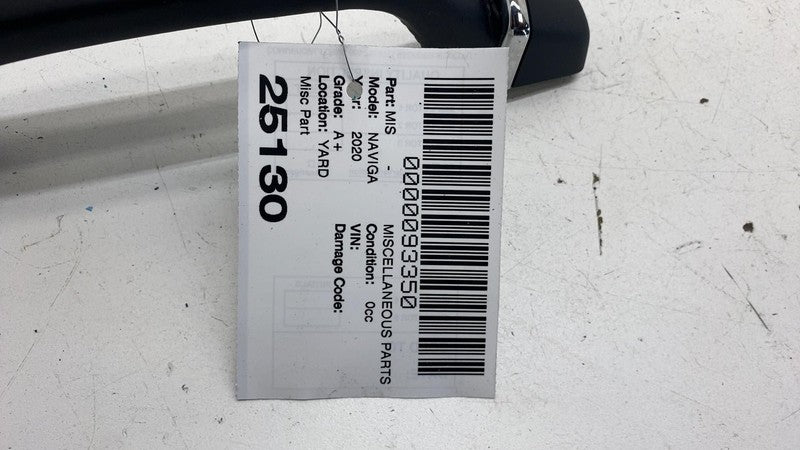 0000093350
Part: MIS - MISCELLANEOUS PARTS
Model: NAVIGA Condition: 0cc
Year: 2020 VIN:
Grade: A+ Damage Code:
Location: YARD
Misc Part
25130